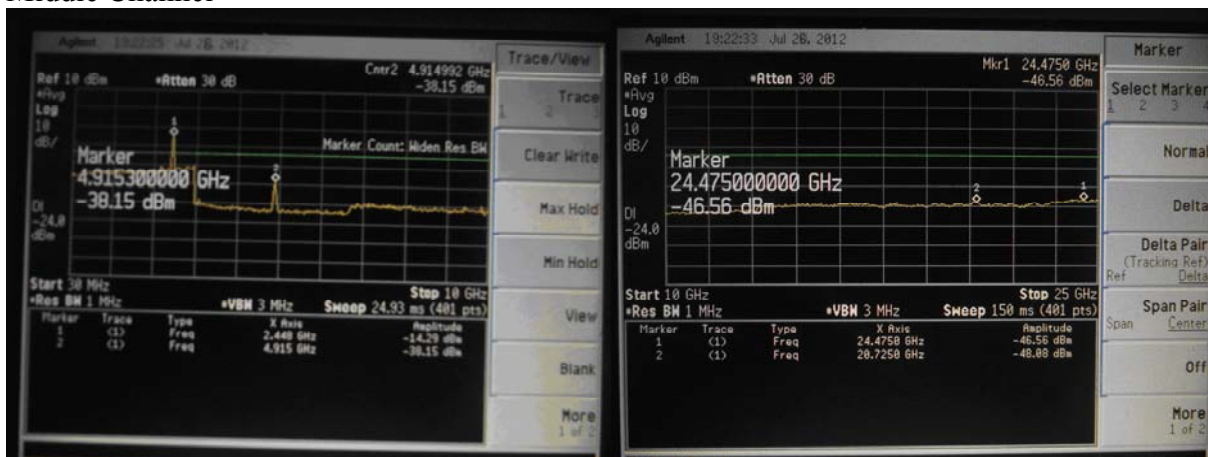 Agilent 19:22:25 Jul 26, 2012
Trace/View
Cntr2 4.914992 GHz
Ref 10 dBm *Atten 30 dB -38.15 dBm
*Avg
Log
10
dB/
Marker Count: Widen Res BW
Marker
4.915300000 GHz
-38.15 dBm
DI
-24.0
dBm
Start 30 MHz Stop 10 GHz
*Res BW 1 MHz *VBW 3 MHz Sweep 24.93 ms (401 pts)
Marker Trace Type X Axis Amplitude
1 (1) Freq 2.448 GHz -14.29 dBm
2 (1) Freq 4.915 GHz -38.15 dBm
Trace
1 2 3
Clear Write
Max Hold
Min Hold
View
Blank
More
1 of 2
Agilent 19:22:33 Jul 26, 2012
Marker
Mkr1 24.4750 GHz
Ref 10 dBm *Atten 30 dB -46.56 dBm
*Avg
Log
10
dB/
Marker
24.475000000 GHz
-46.56 dBm
DI
-24.0
dBm
2
1
Start 10 GHz Stop 25 GHz
*Res BW 1 MHz *VBW 3 MHz Sweep 150 ms (401 pts)
Marker Trace Type X Axis Amplitude
1 (1) Freq 24.4750 GHz -46.56 dBm
2 (1) Freq 20.7250 GHz -48.08 dBm
Select Marker
1 2 3 4
Normal
Delta
Delta Pair
(Tracking Ref)
Ref Delta
Span Pair
Span Center
Off
More
1 of 2